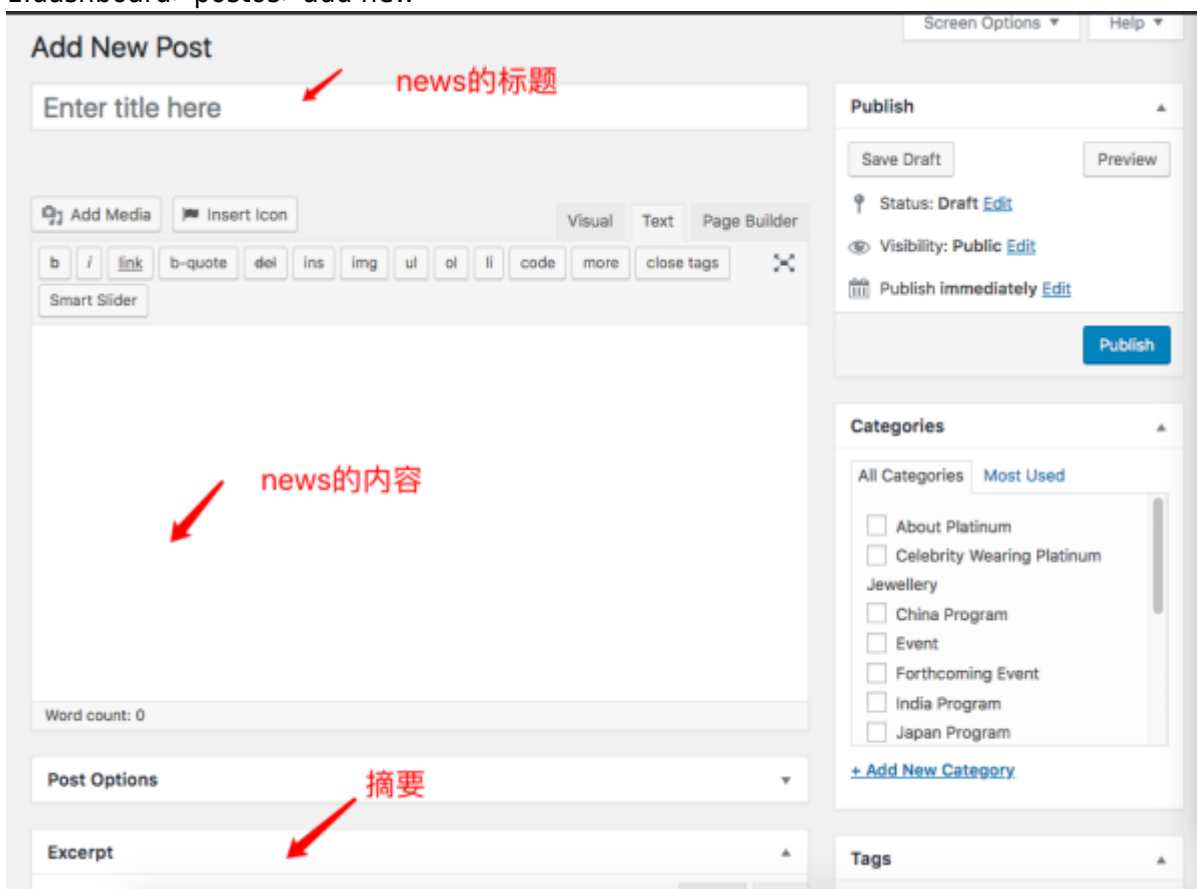 Screen Options Help
Add New Post
news的标题
Enter title here
Add Media Insert Icon
Visual Text Page Builder
b i link b-quote del ins img ul ol li code more close tags
Smart Slider
news的内容
Word count: 0
Post Options
摘要
Excerpt
Publish
Save Draft Preview
Status: Draft Edit
Visibility: Public Edit
Publish immediately Edit
Publish
Categories
All Categories Most Used
About Platinum
Celebrity Wearing Platinum
Jewellery
China Program
Event
Forthcoming Event
India Program
Japan Program
+ Add New Category
Tags